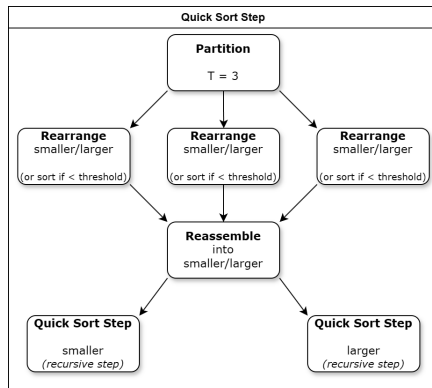 Quick Sort Step
Partition
T = 3
Rearrange
smaller/larger
(or sort if < threshold)
Rearrange
smaller/larger
(or sort if < threshold)
Rearrange
smaller/larger
(or sort if < threshold)
Reassemble
into
smaller/larger
Quick Sort Step
smaller
(recursive step)
Quick Sort Step
larger
(recursive step)